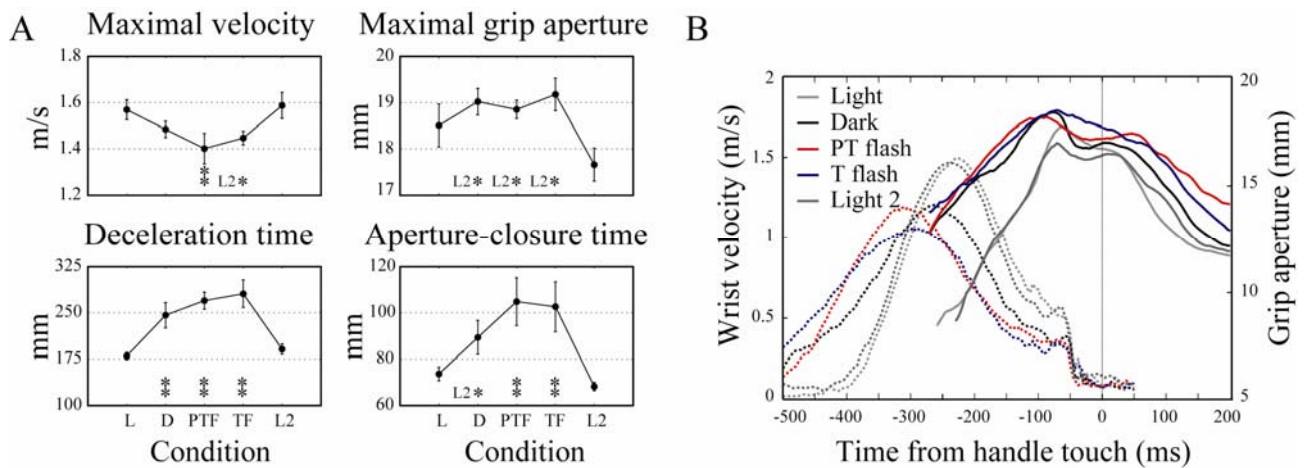 A
Maximal velocity
1.8
1.6
1.4
1.2
m/s
**
L2*
Maximal grip aperture
20
19
18
17
mm
L2* L2* L2*
Deceleration time
325
250
175
100
mm
** ** **
L D PTF TF L2
Condition
Aperture-closure time
120
100
80
60
mm
L2* ** **
L D PTF TF L2
Condition
B
2
1.5
1
0.5
0
Wrist velocity (m/s)
Light
Dark
PT flash
T flash
Light 2
20
15
10
5
Grip aperture (mm)
-500 -400 -300 -200 -100 0 100 200
Time from handle touch (ms)